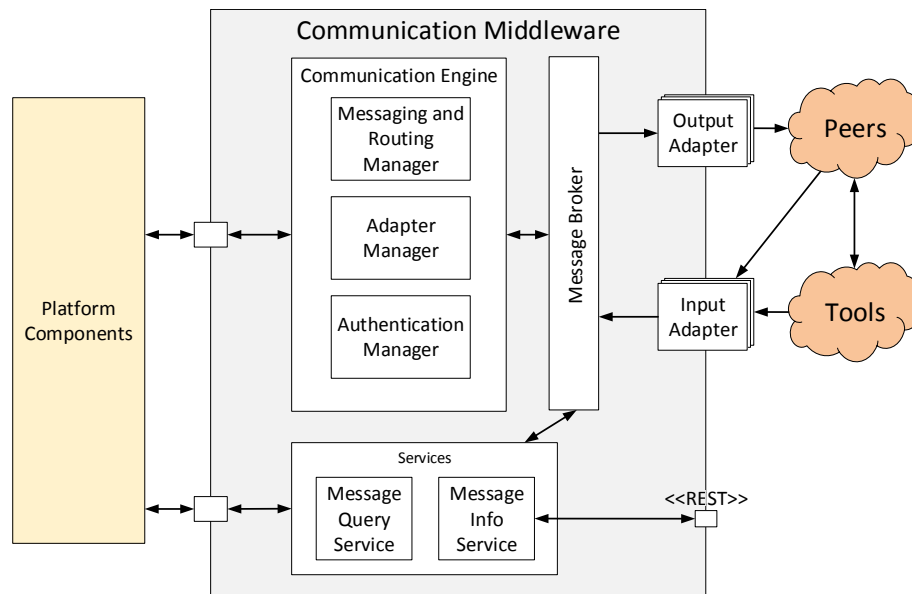 Communication Middleware
Communication Engine
Messaging and
Routing
Manager
Adapter
Manager
Authentication
Manager
Message Broker
Output
Adapter
Peers
Input
Adapter
Tools
Platform
Components
Services
Message
Query
Service
Message
Info
Service
<<REST>>